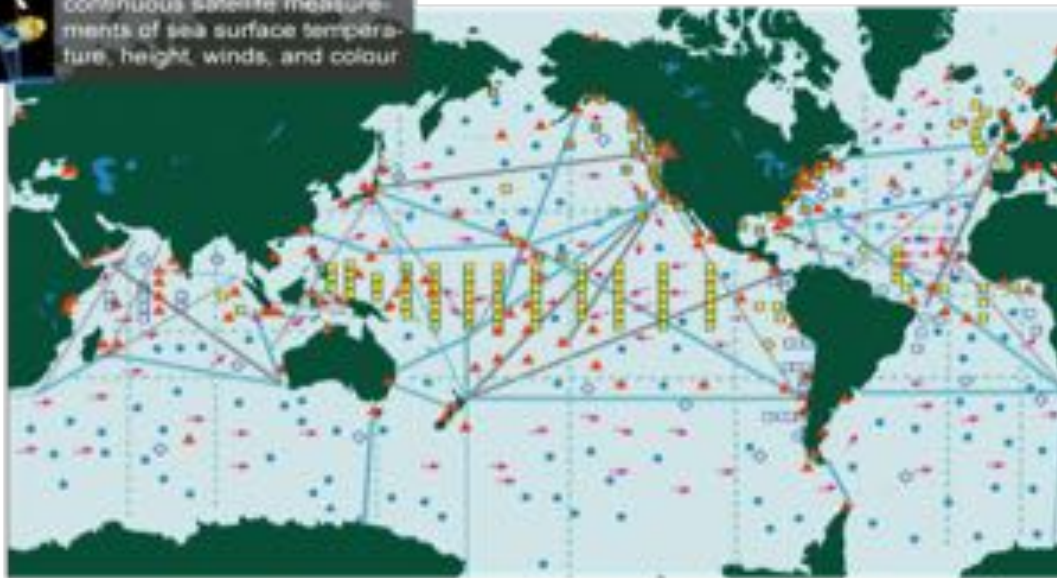 continuous satellite measure-
ments of sea surface tempera-
ture, height, winds, and colour